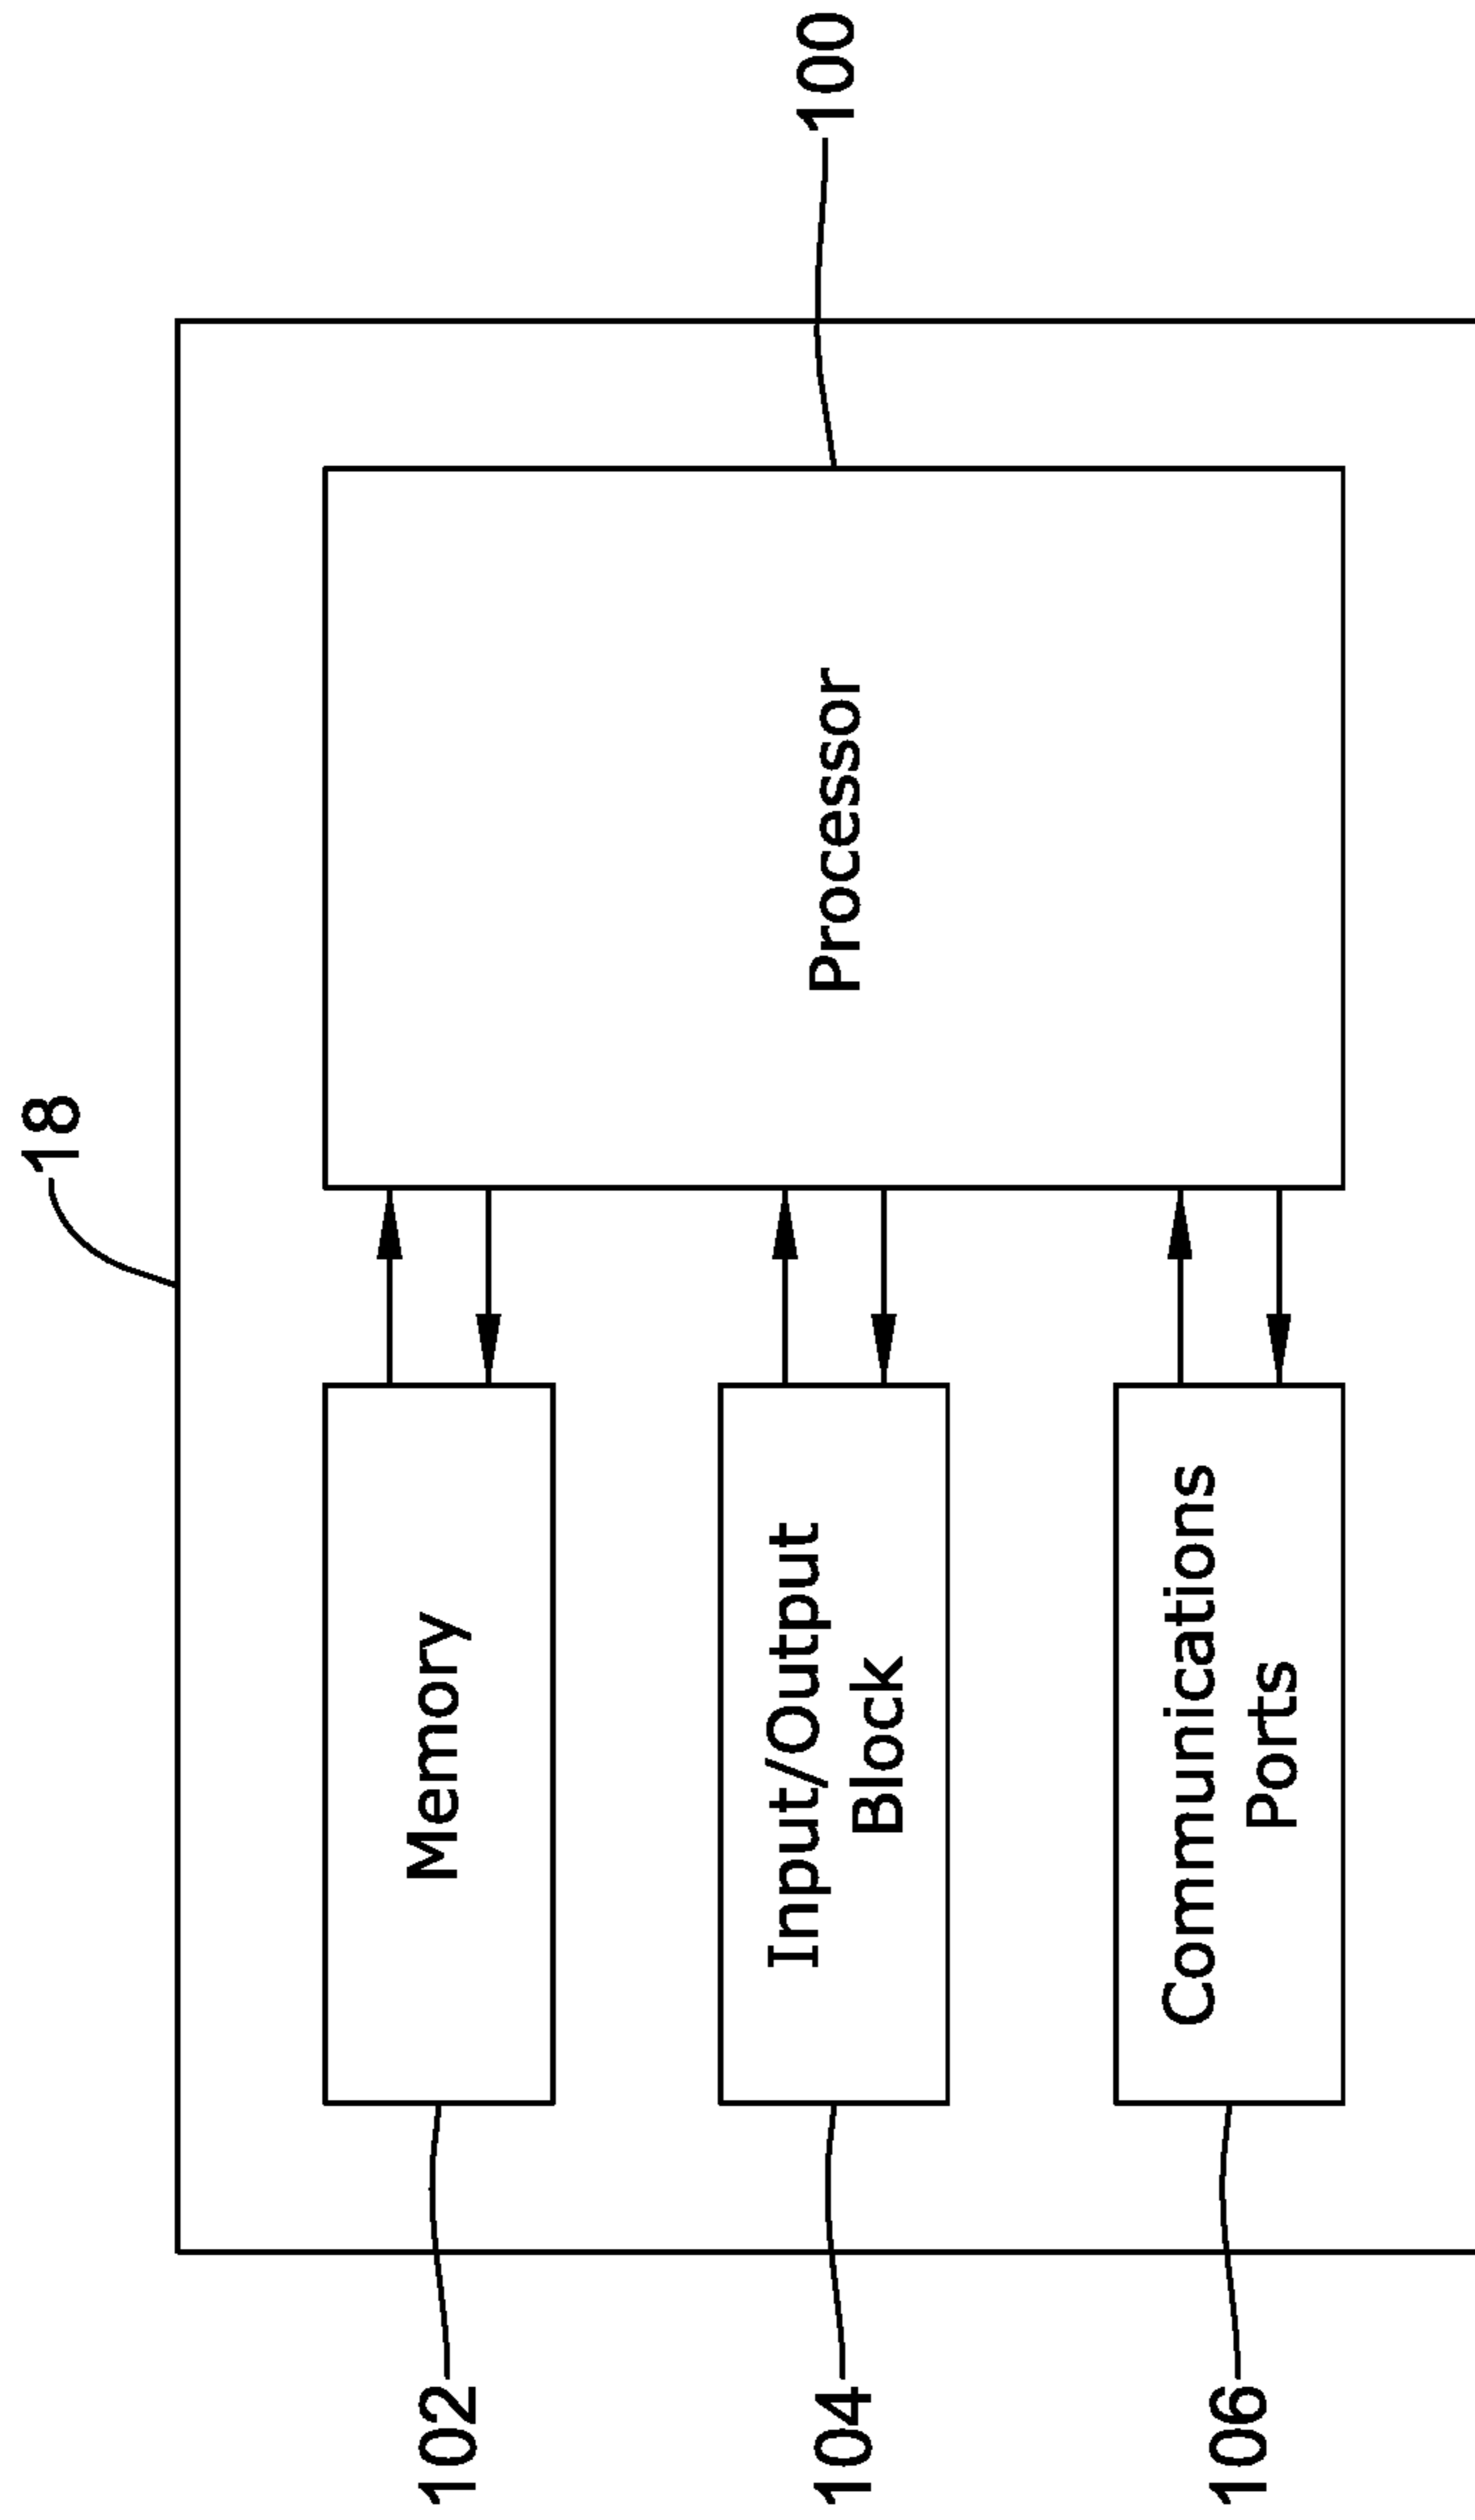 18
Memory
102
Input/Output
Block
104
Processor
100
Communications
Ports
106